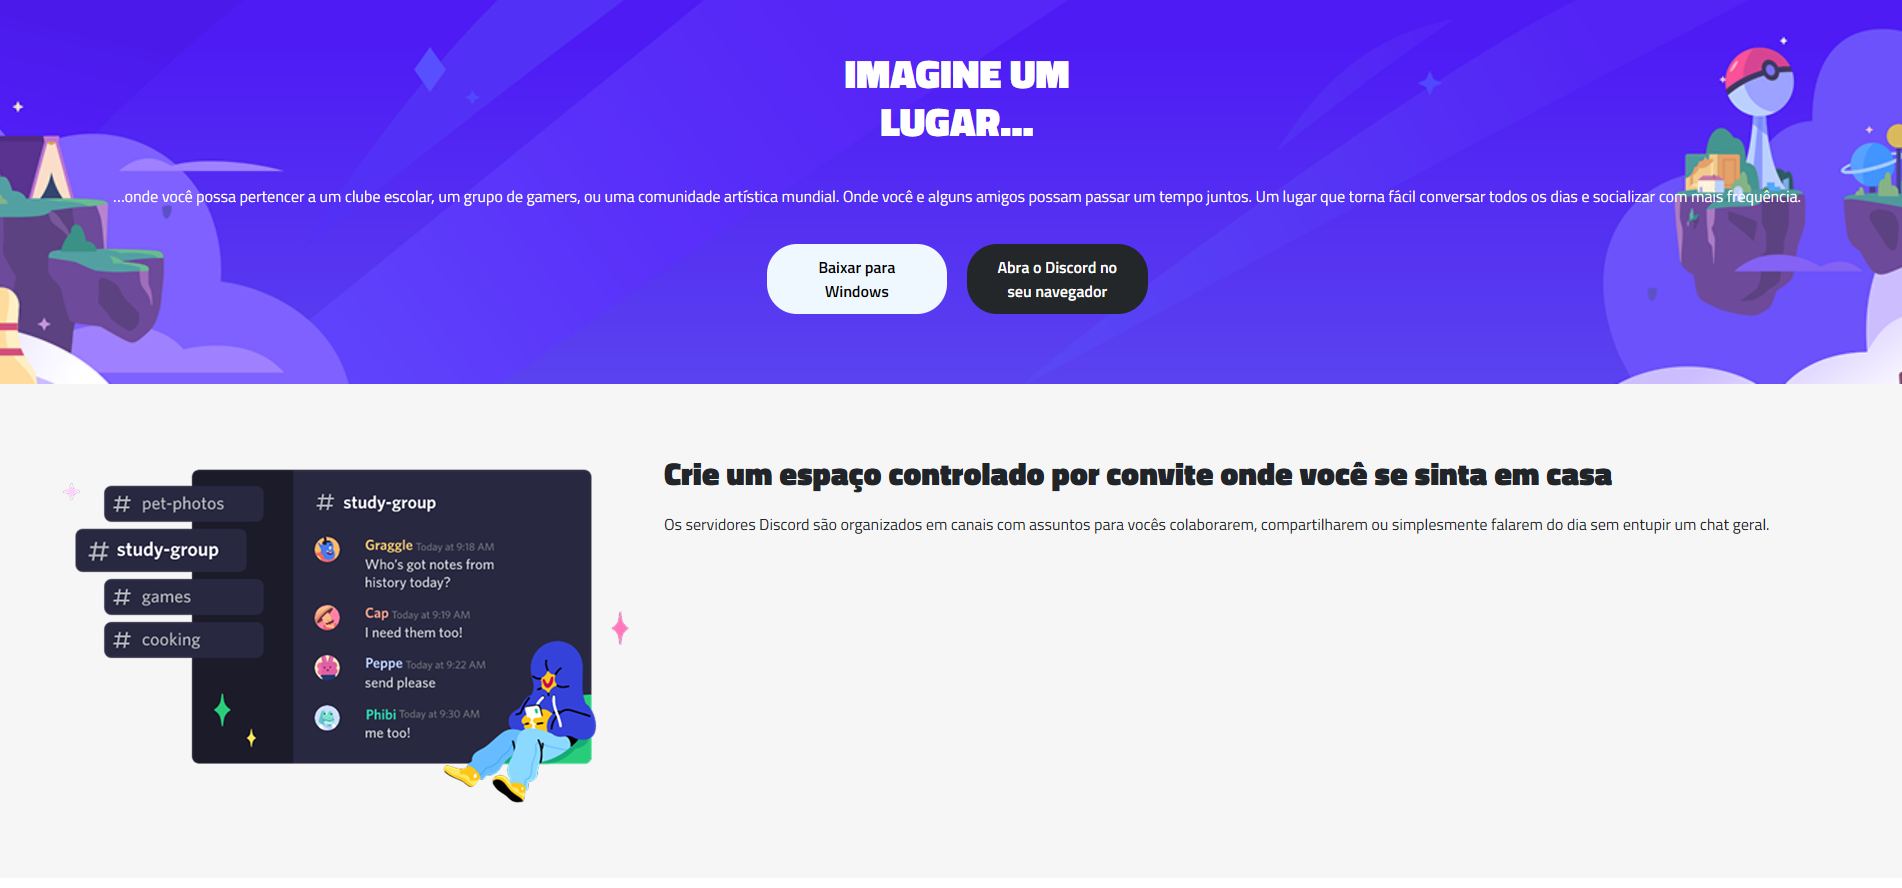 IMAGINE UM
LUGAR...
...onde você possa pertencer a um clube escolar, um grupo de gamers, ou uma comunidade artística mundial. Onde você e alguns amigos possam passar um tempo juntos. Um lugar que torna fácil conversar todos os dias e socializar com mais frequência.
Baixar para
Windows
Abra o Discord no
seu navegador
Crie um espaço controlado por convite onde você se sinta em casa
Os servidores Discord são organizados em canais com assuntos para vocês colaborarem, compartilharem ou simplesmente falarem do dia sem entupir um chat geral.
# pet-photos
# study-group
# games
# cooking
# study-group
Graggle Today at 9:18 AM
Who's got notes from
history today?
Cap Today at 9:19 AM
I need them too!
Peppe Today at 9:22 AM
send please
Phibi Today at 9:30 AM
me too!